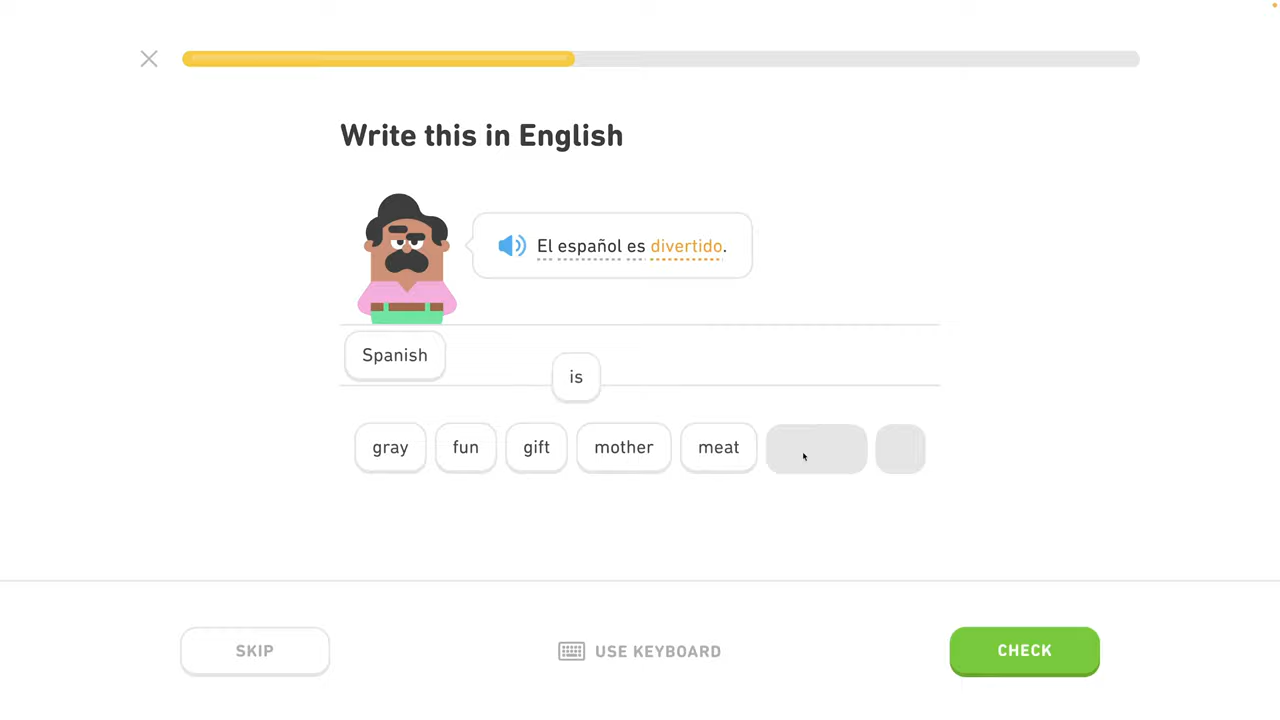 Write this in English
El español es divertido.
Spanish
is
gray fun gift mother meat
SKIP USE KEYBOARD CHECK